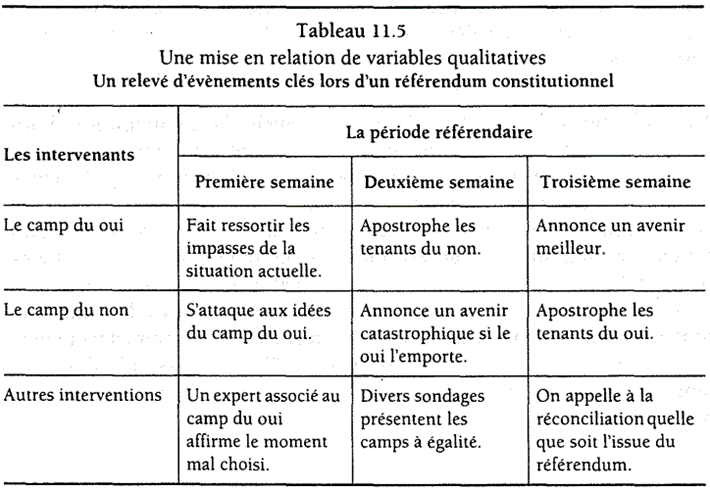 Tableau 11.5
Une mise en relation de variables qualitatives
Un relevé d'évènements clés lors d'un référendum constitutionnel
Les intervenants
La période référendaire
Première semaine
Deuxième semaine
Troisième semaine
Le camp du oui
Fait ressortir les
impasses de la
situation actuelle.
Apostrophe les
tenants du non.
Annonce un avenir
meilleur.
Le camp du non
S'attaque aux idées
du camp du oui.
Annonce un avenir
catastrophique si le
oui l'emporte.
Apostrophe les
tenants du oui.
Autres interventions
Un expert associé au
camp du oui
affirme le moment
mal choisi.
Divers sondages
présentent les
camps à égalité.
On appelle à la
réconciliation quelle
que soit l'issue du
référendum.